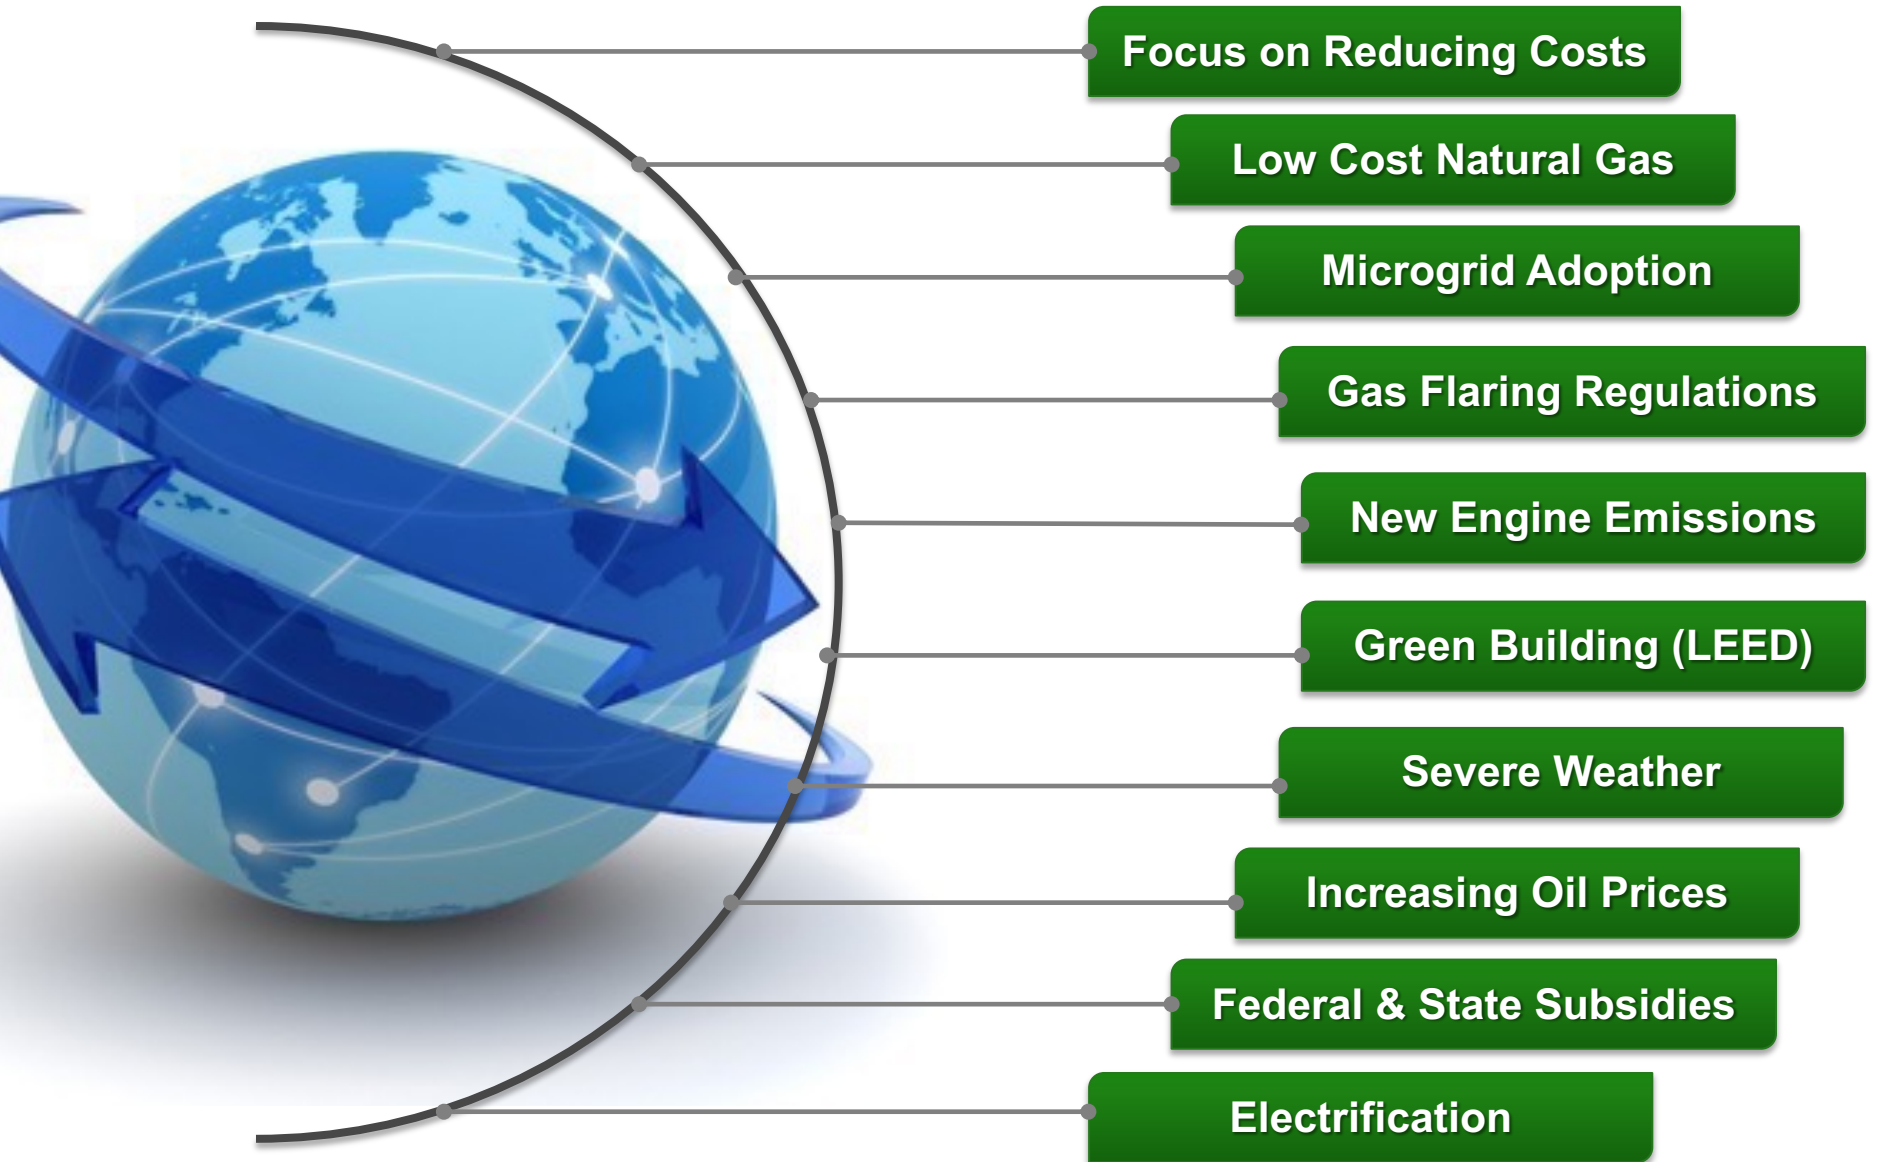 Focus on Reducing Costs
Low Cost Natural Gas
Microgrid Adoption
Gas Flaring Regulations
New Engine Emissions
Green Building (LEED)
Severe Weather
Increasing Oil Prices
Federal & State Subsidies
Electrification